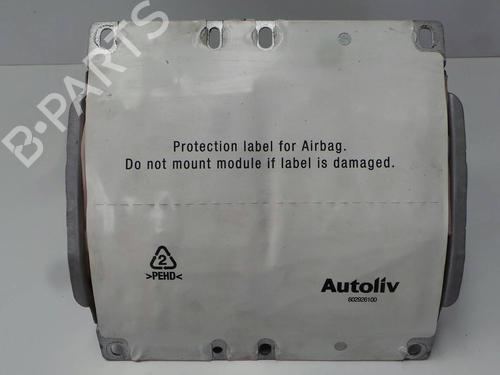 B-PARTS
Protection label for Airbag.
Do not mount module if label is damaged.
2
>PEHD<
Autoliv
602926100